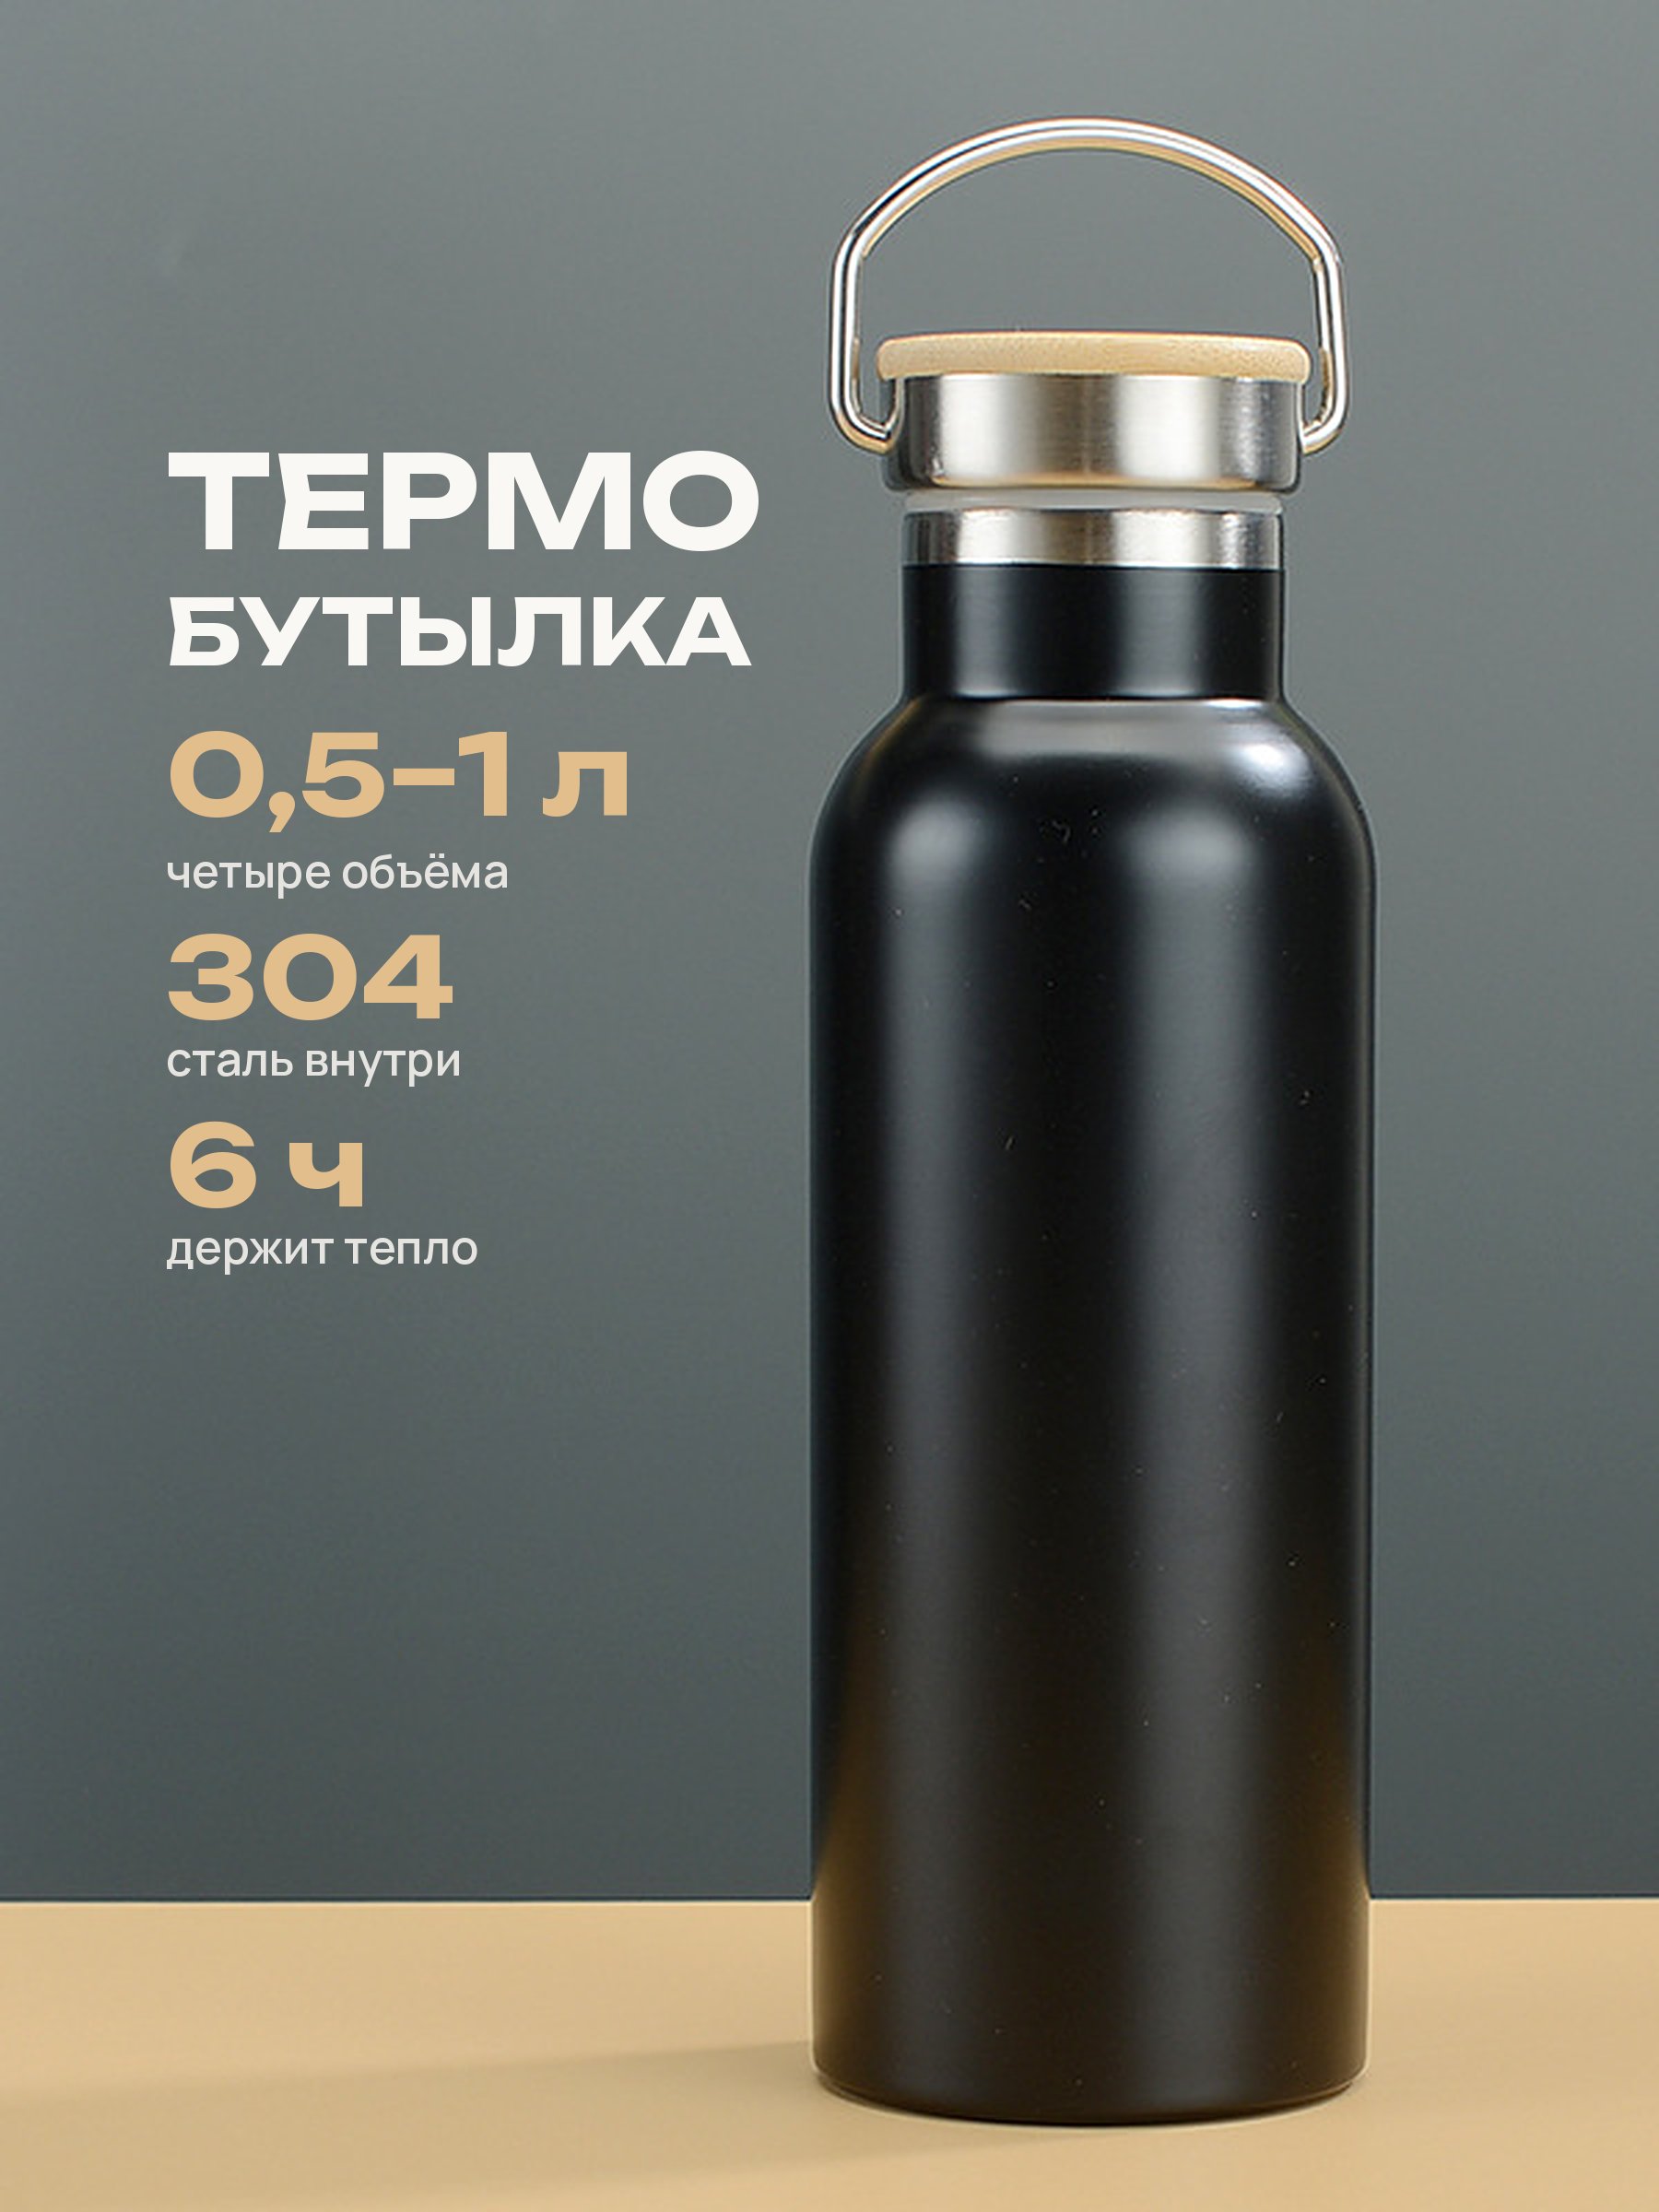 ТЕРМО
БУТЫЛКА
0,5–1 л
четыре объёма
304
сталь внутри
6 ч
держит тепло